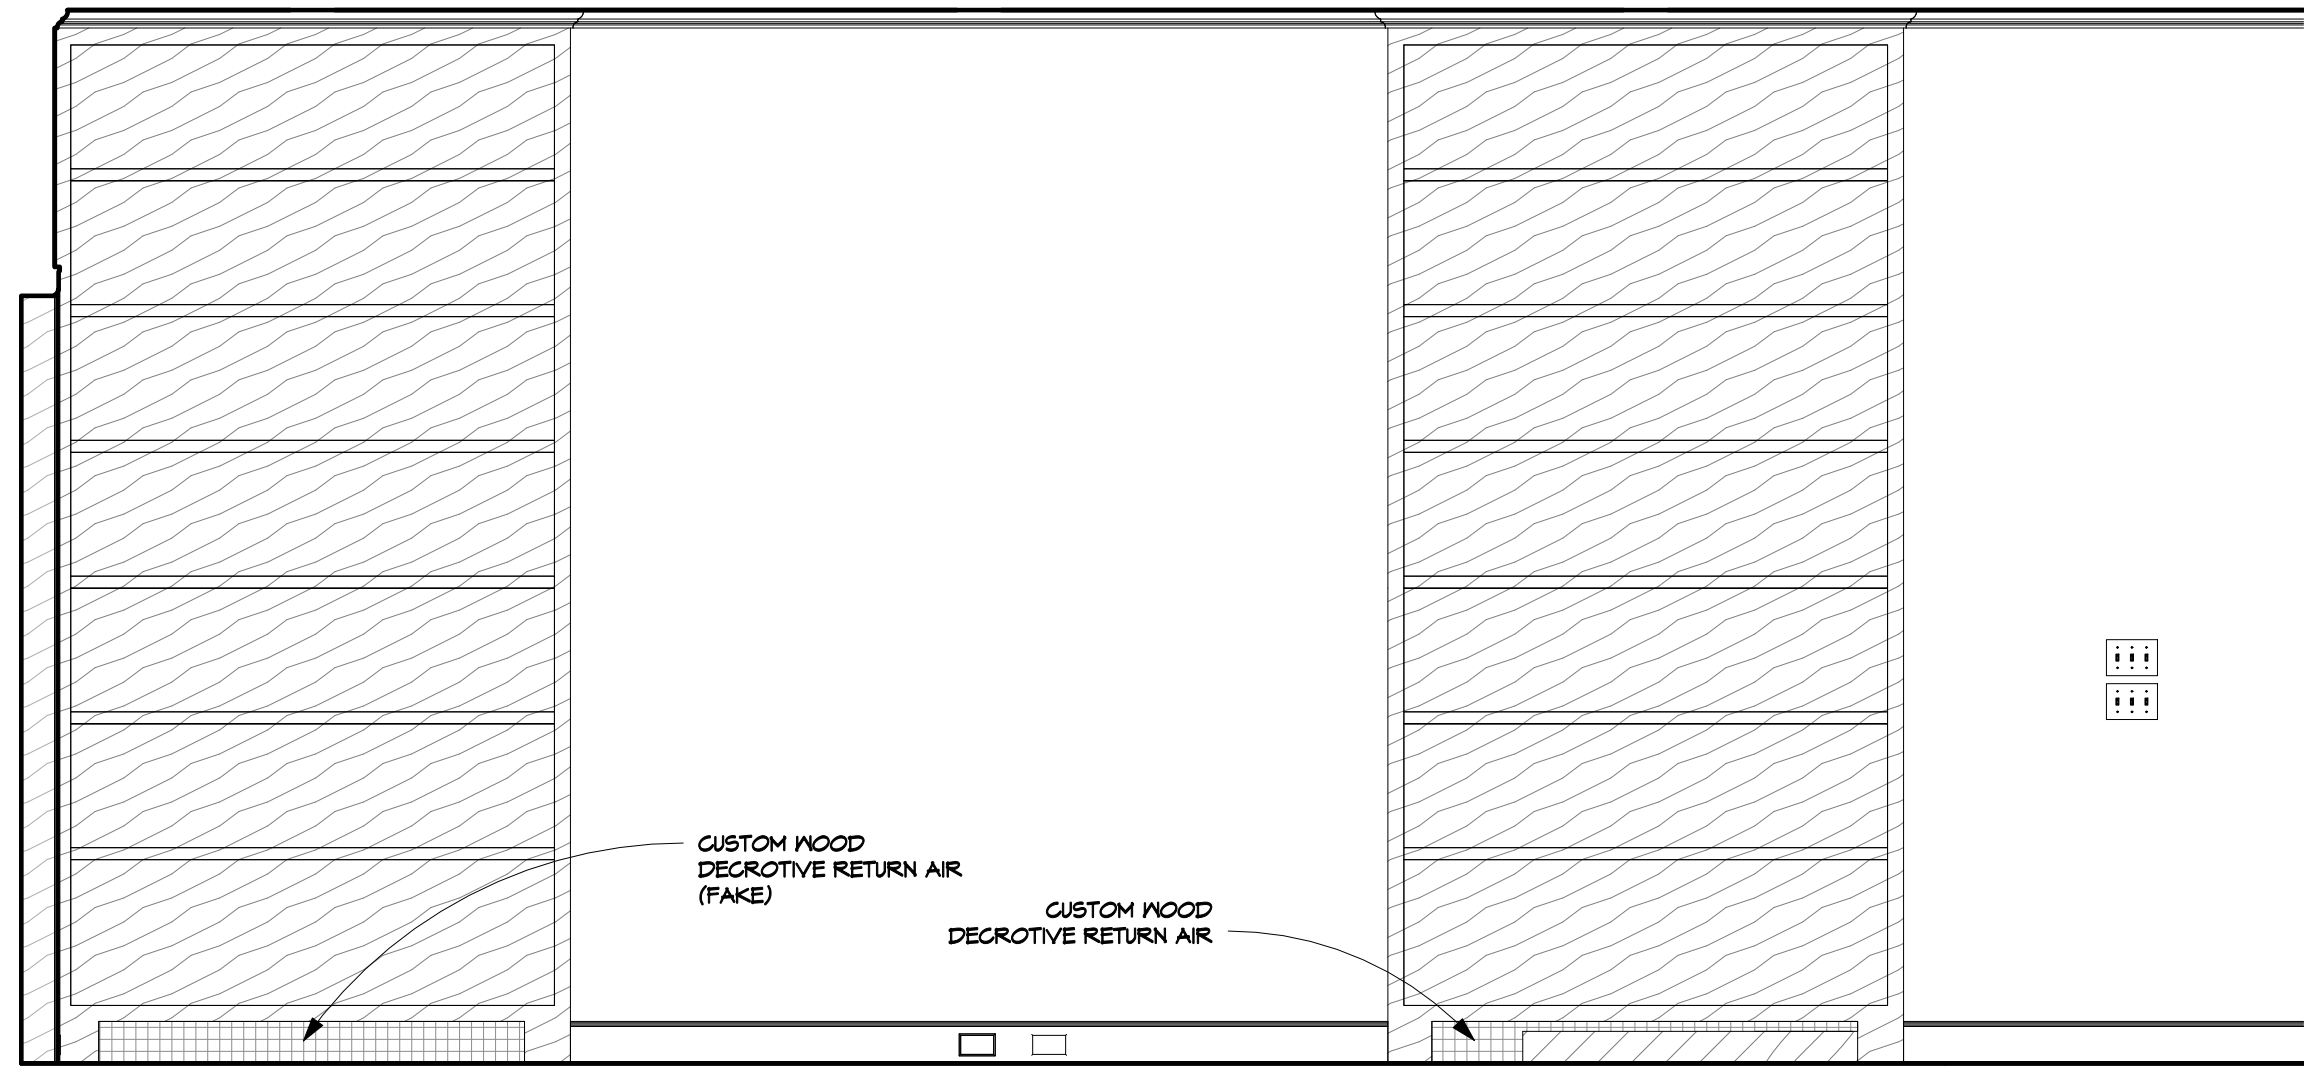 CUSTOM WOOD
DECROTIVE RETURN AIR
(FAKE)
CUSTOM WOOD
DECROTIVE RETURN AIR